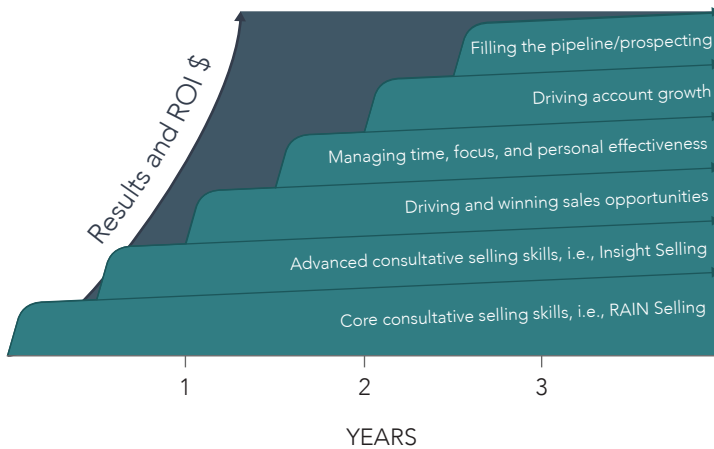 Results and ROI $
Filling the pipeline/prospecting
Driving account growth
Managing time, focus, and personal effectiveness
Driving and winning sales opportunities
Advanced consultative selling skills, i.e., Insight Selling
Core consultative selling skills, i.e., RAIN Selling
1 2 3
YEARS